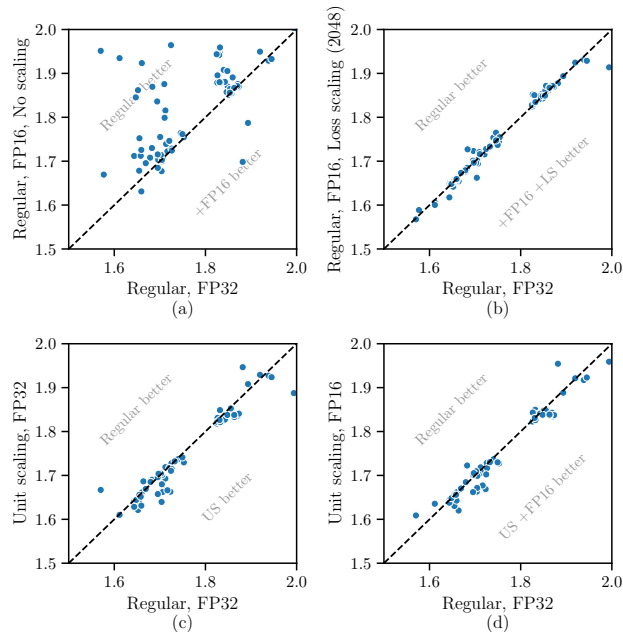 2.0
1.9
1.8
1.7
1.6
1.5
Regular, FP16, No scaling
Regular better
+FP16 better
1.6 1.8 2.0
Regular, FP32
(a)
2.0
1.9
1.8
1.7
1.6
1.5
Regular, FP16, Loss scaling (2048)
Regular better
+FP16 +LS better
1.6 1.8 2.0
Regular, FP32
(b)
2.0
1.9
1.8
1.7
1.6
1.5
Unit scaling, FP32
Regular better
US better
1.6 1.8 2.0
Regular, FP32
(c)
2.0
1.9
1.8
1.7
1.6
1.5
Unit scaling, FP16
Regular better
US +FP16 better
1.6 1.8 2.0
Regular, FP32
(d)